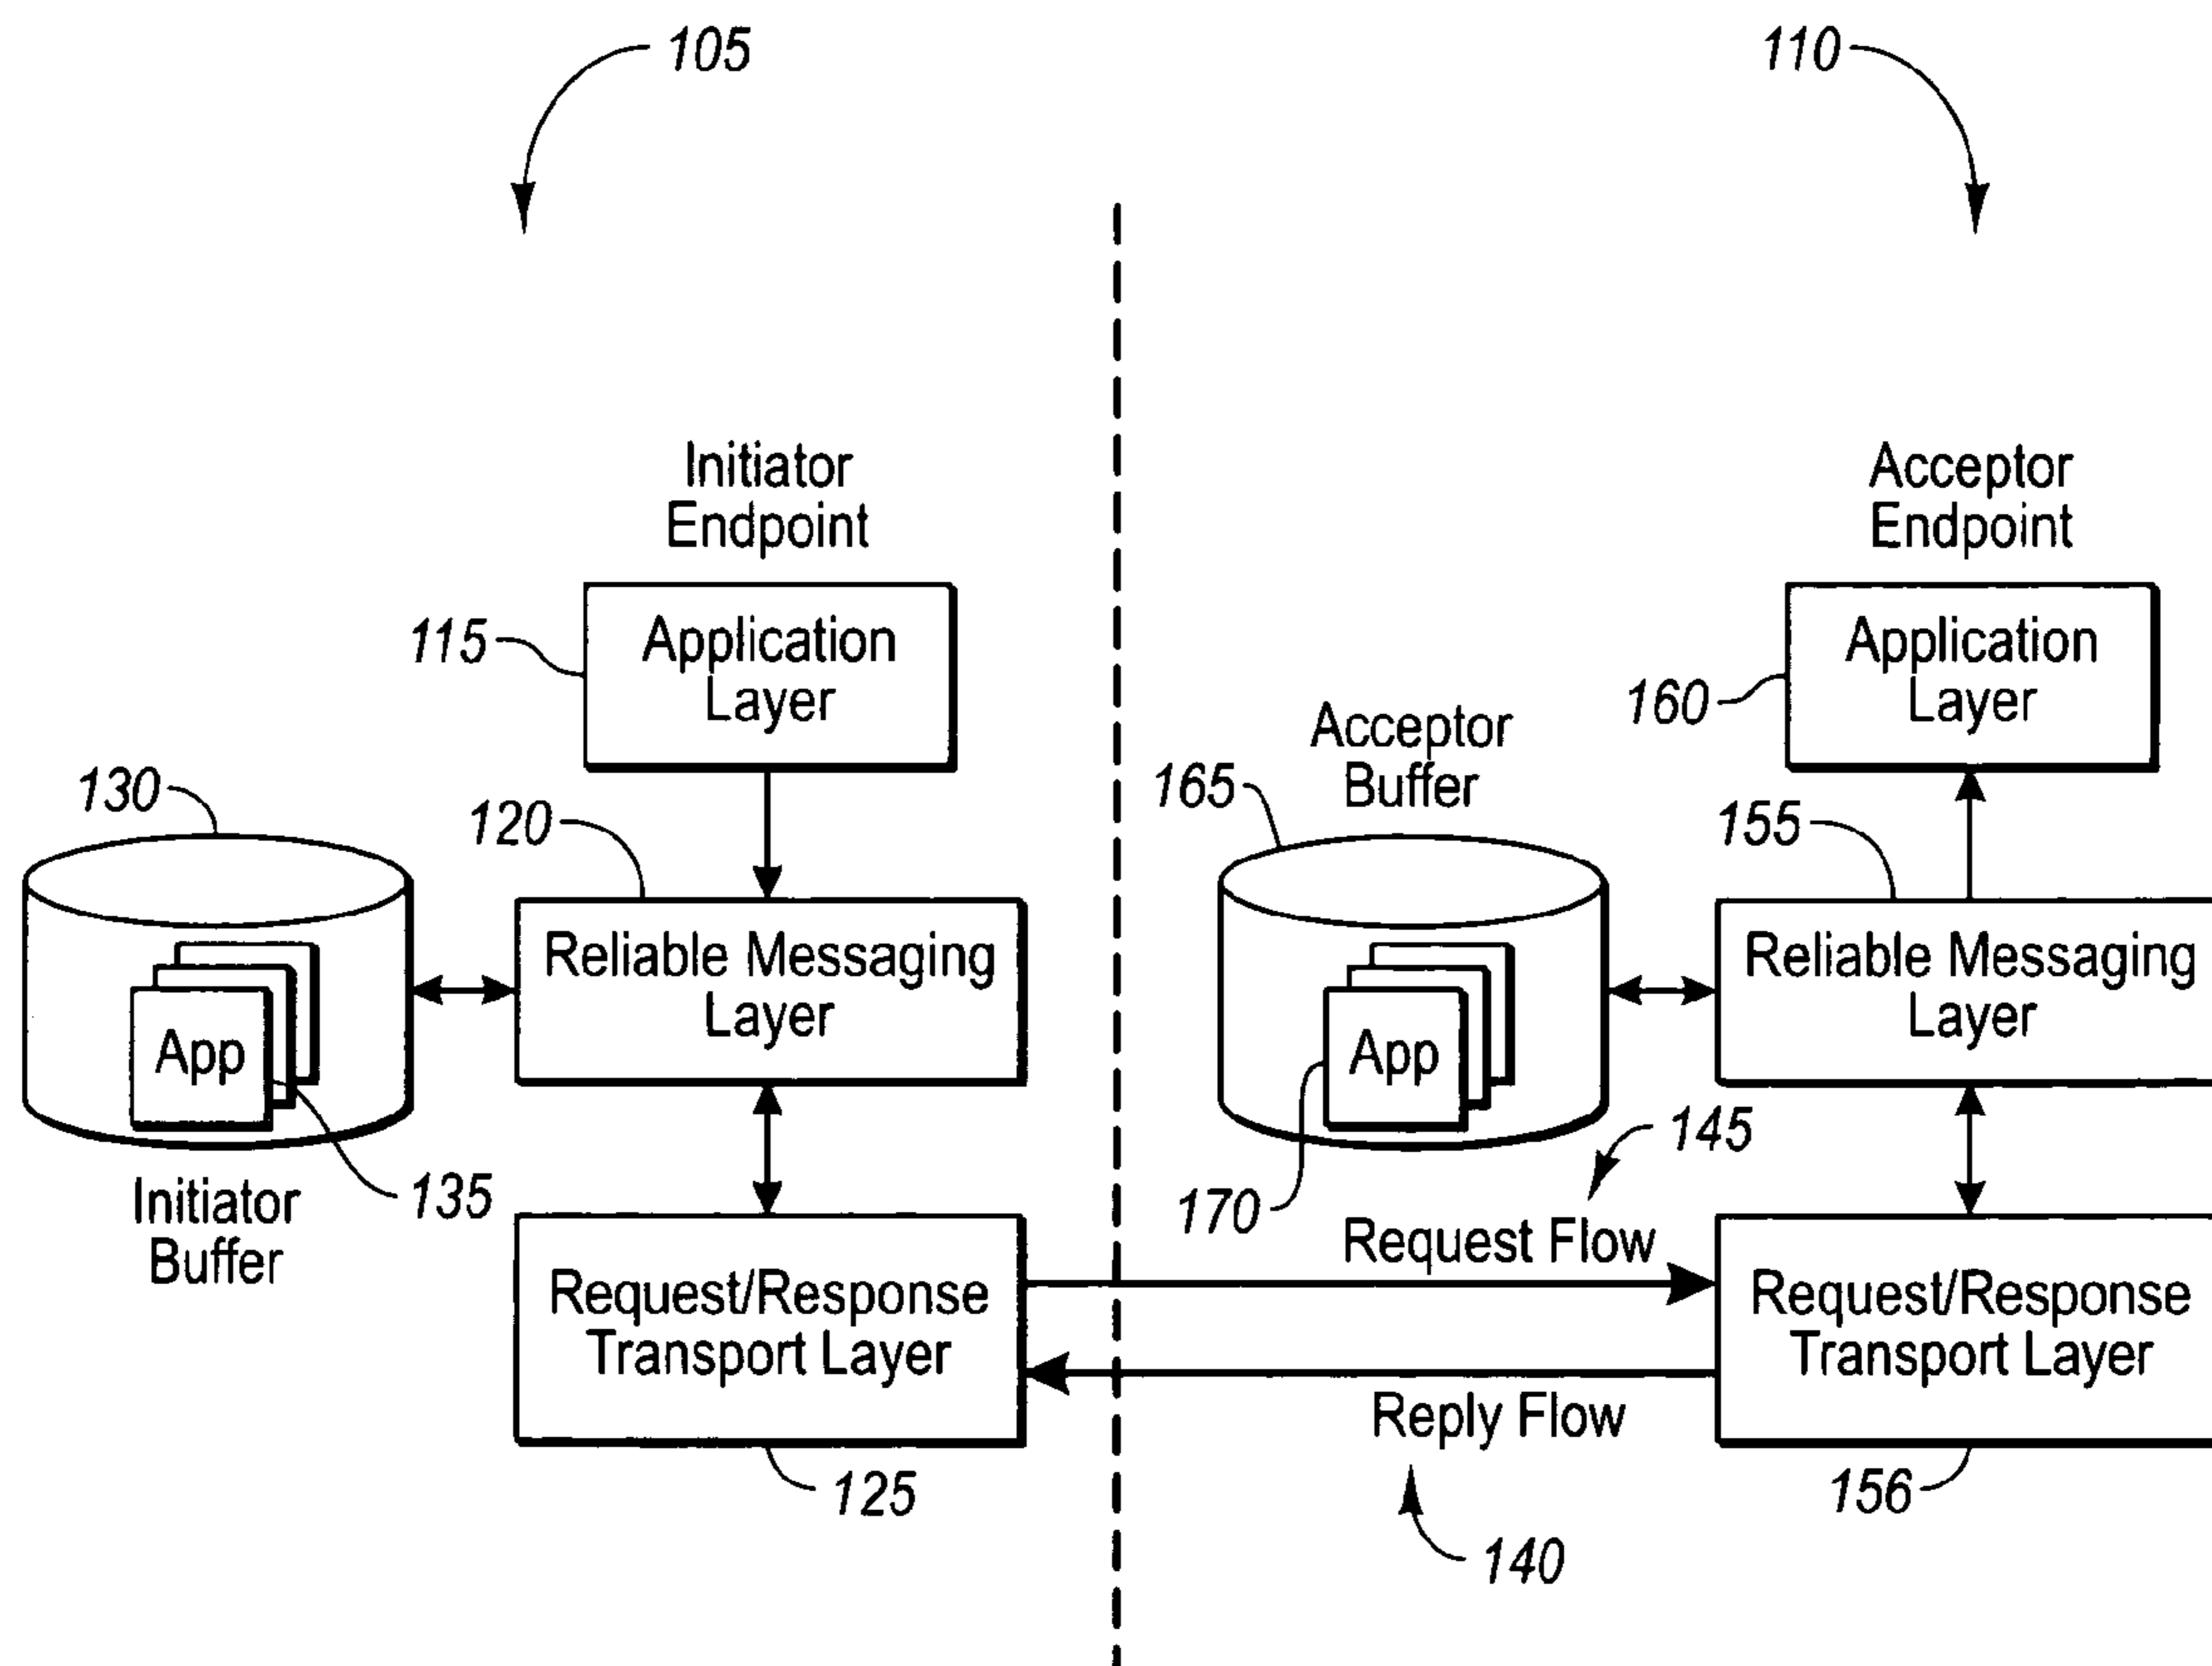 105
110
Initiator
Endpoint
Acceptor
Endpoint
115
Application
Layer
160
Application
Layer
Acceptor
Buffer
130
120
165
155
Reliable Messaging
Layer
Reliable Messaging
Layer
App
App
135
Initiator
Buffer
170
145
Request Flow
Request/Response
Transport Layer
Request/Response
Transport Layer
Reply Flow
125
156
140